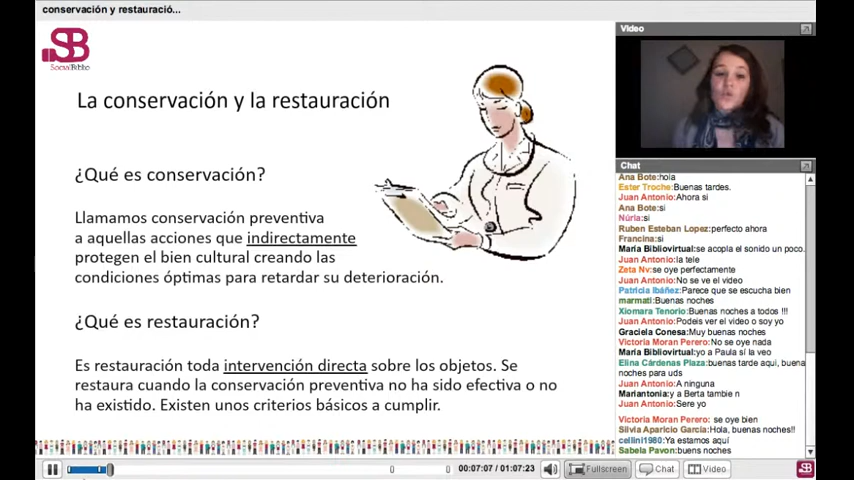 conservación y restauració...
SB
SocialBiblio
La conservación y la restauración
¿Qué es conservación?
Llamamos conservación preventiva
a aquellas acciones que indirectamente
protegen el bien cultural creando las
condiciones óptimas para retardar su deterioración.
¿Qué es restauración?
Es restauración toda intervención directa sobre los objetos. Se
restaura cuando la conservación preventiva no ha sido efectiva o no
ha existido. Existen unos criterios básicos a cumplir.
Video
Chat
Ana Bote:hola
Ester Troche:Buenas tardes.
Juan Antonio:Ahora si
Ana Bote:si
Núria:si
Ruben Esteban Lopez:perfecto ahora
Francina:si
María Bibliovirtual:se acopla el sonido un poco.
Juan Antonio:la tele
Zeta Nv:se oye perfectamente
Juan Antonio:No se ve el video
Patricia Ibáñez:Parece que se escucha bien
marmati:Buenas noches
Xiomara Tenorio:Buenas noches a todos !!!
Juan Antonio:Podeis ver el video o soy yo
Graciela Conesa:Muy buenas noches
Victoria Moran Perero:No se oye nada
María Bibliovirtual:yo a Paula sí la veo
Elina Cárdenas Plaza:buenas tarde aqui, buena
noches para uds
Juan Antonio:A ninguna
Mariantonia:y a Berta tambie n
Juan Antonio:Sere yo
Victoria Moran Perero: se oye bien
Silvia Aparicio García:Hola, buenas noches!!
ceilini1980:Ya estamos aquí
Sabela Pavon:buens noches
00:07:07 / 01:07:23
Fullscreen
Chat
Video
SB